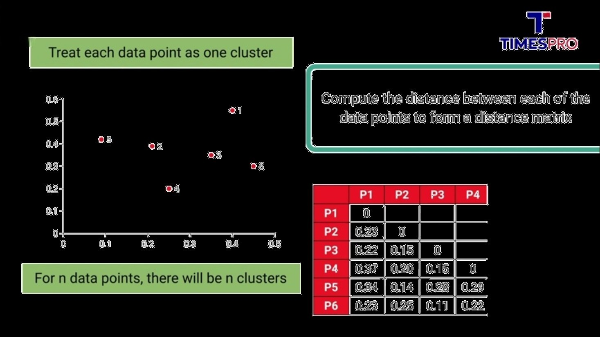 TIMESPRO
Treat each data point as one cluster
Compute the distance between each of the
data points to form a distance matrix
0.6
0.5
0.4
0.3
0.2
0.1
0
0 0.1 0.2 0.3 0.4 0.5
1
2
3
4
5
6
P1 P2 P3 P4
P1 0
P2 0.23 0
P3 0.22 0.15 0
P4 0.37 0.20 0.15 0
P5 0.34 0.14 0.28 0.29
P6 0.23 0.25 0.11 0.22
For n data points, there will be n clusters